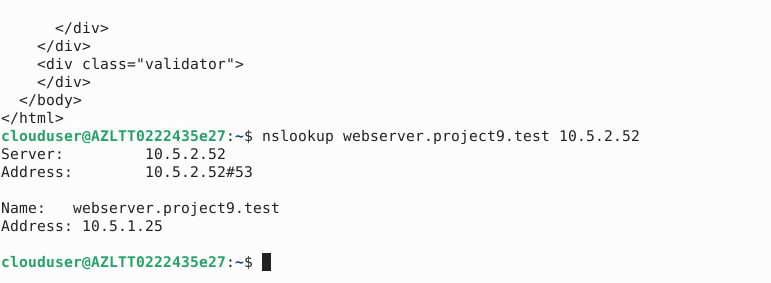 </div>
    </div>
    <div class="validator">
    </div>
  </body>
</html>
clouduser@AZLTT0222435e27:~$ nslookup webserver.project9.test 10.5.2.52
Server:         10.5.2.52
Address:        10.5.2.52#53

Name:   webserver.project9.test
Address: 10.5.1.25

clouduser@AZLTT0222435e27:~$